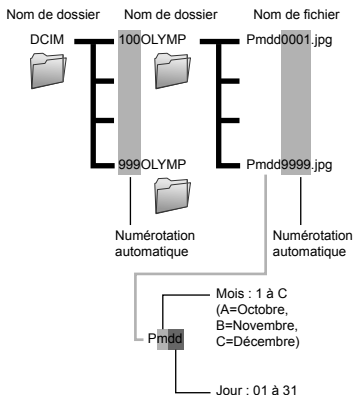 Nom de dossier Nom de dossier Nom de fichier
DCIM 100OLYMP Pmdd0001.jpg
999OLYMP Pmdd9999.jpg
Numérotation automatique
Numérotation automatique
Mois : 1 à C
(A=Octobre,
B=Novembre,
C=Décembre)
Pmdd
Jour : 01 à 31